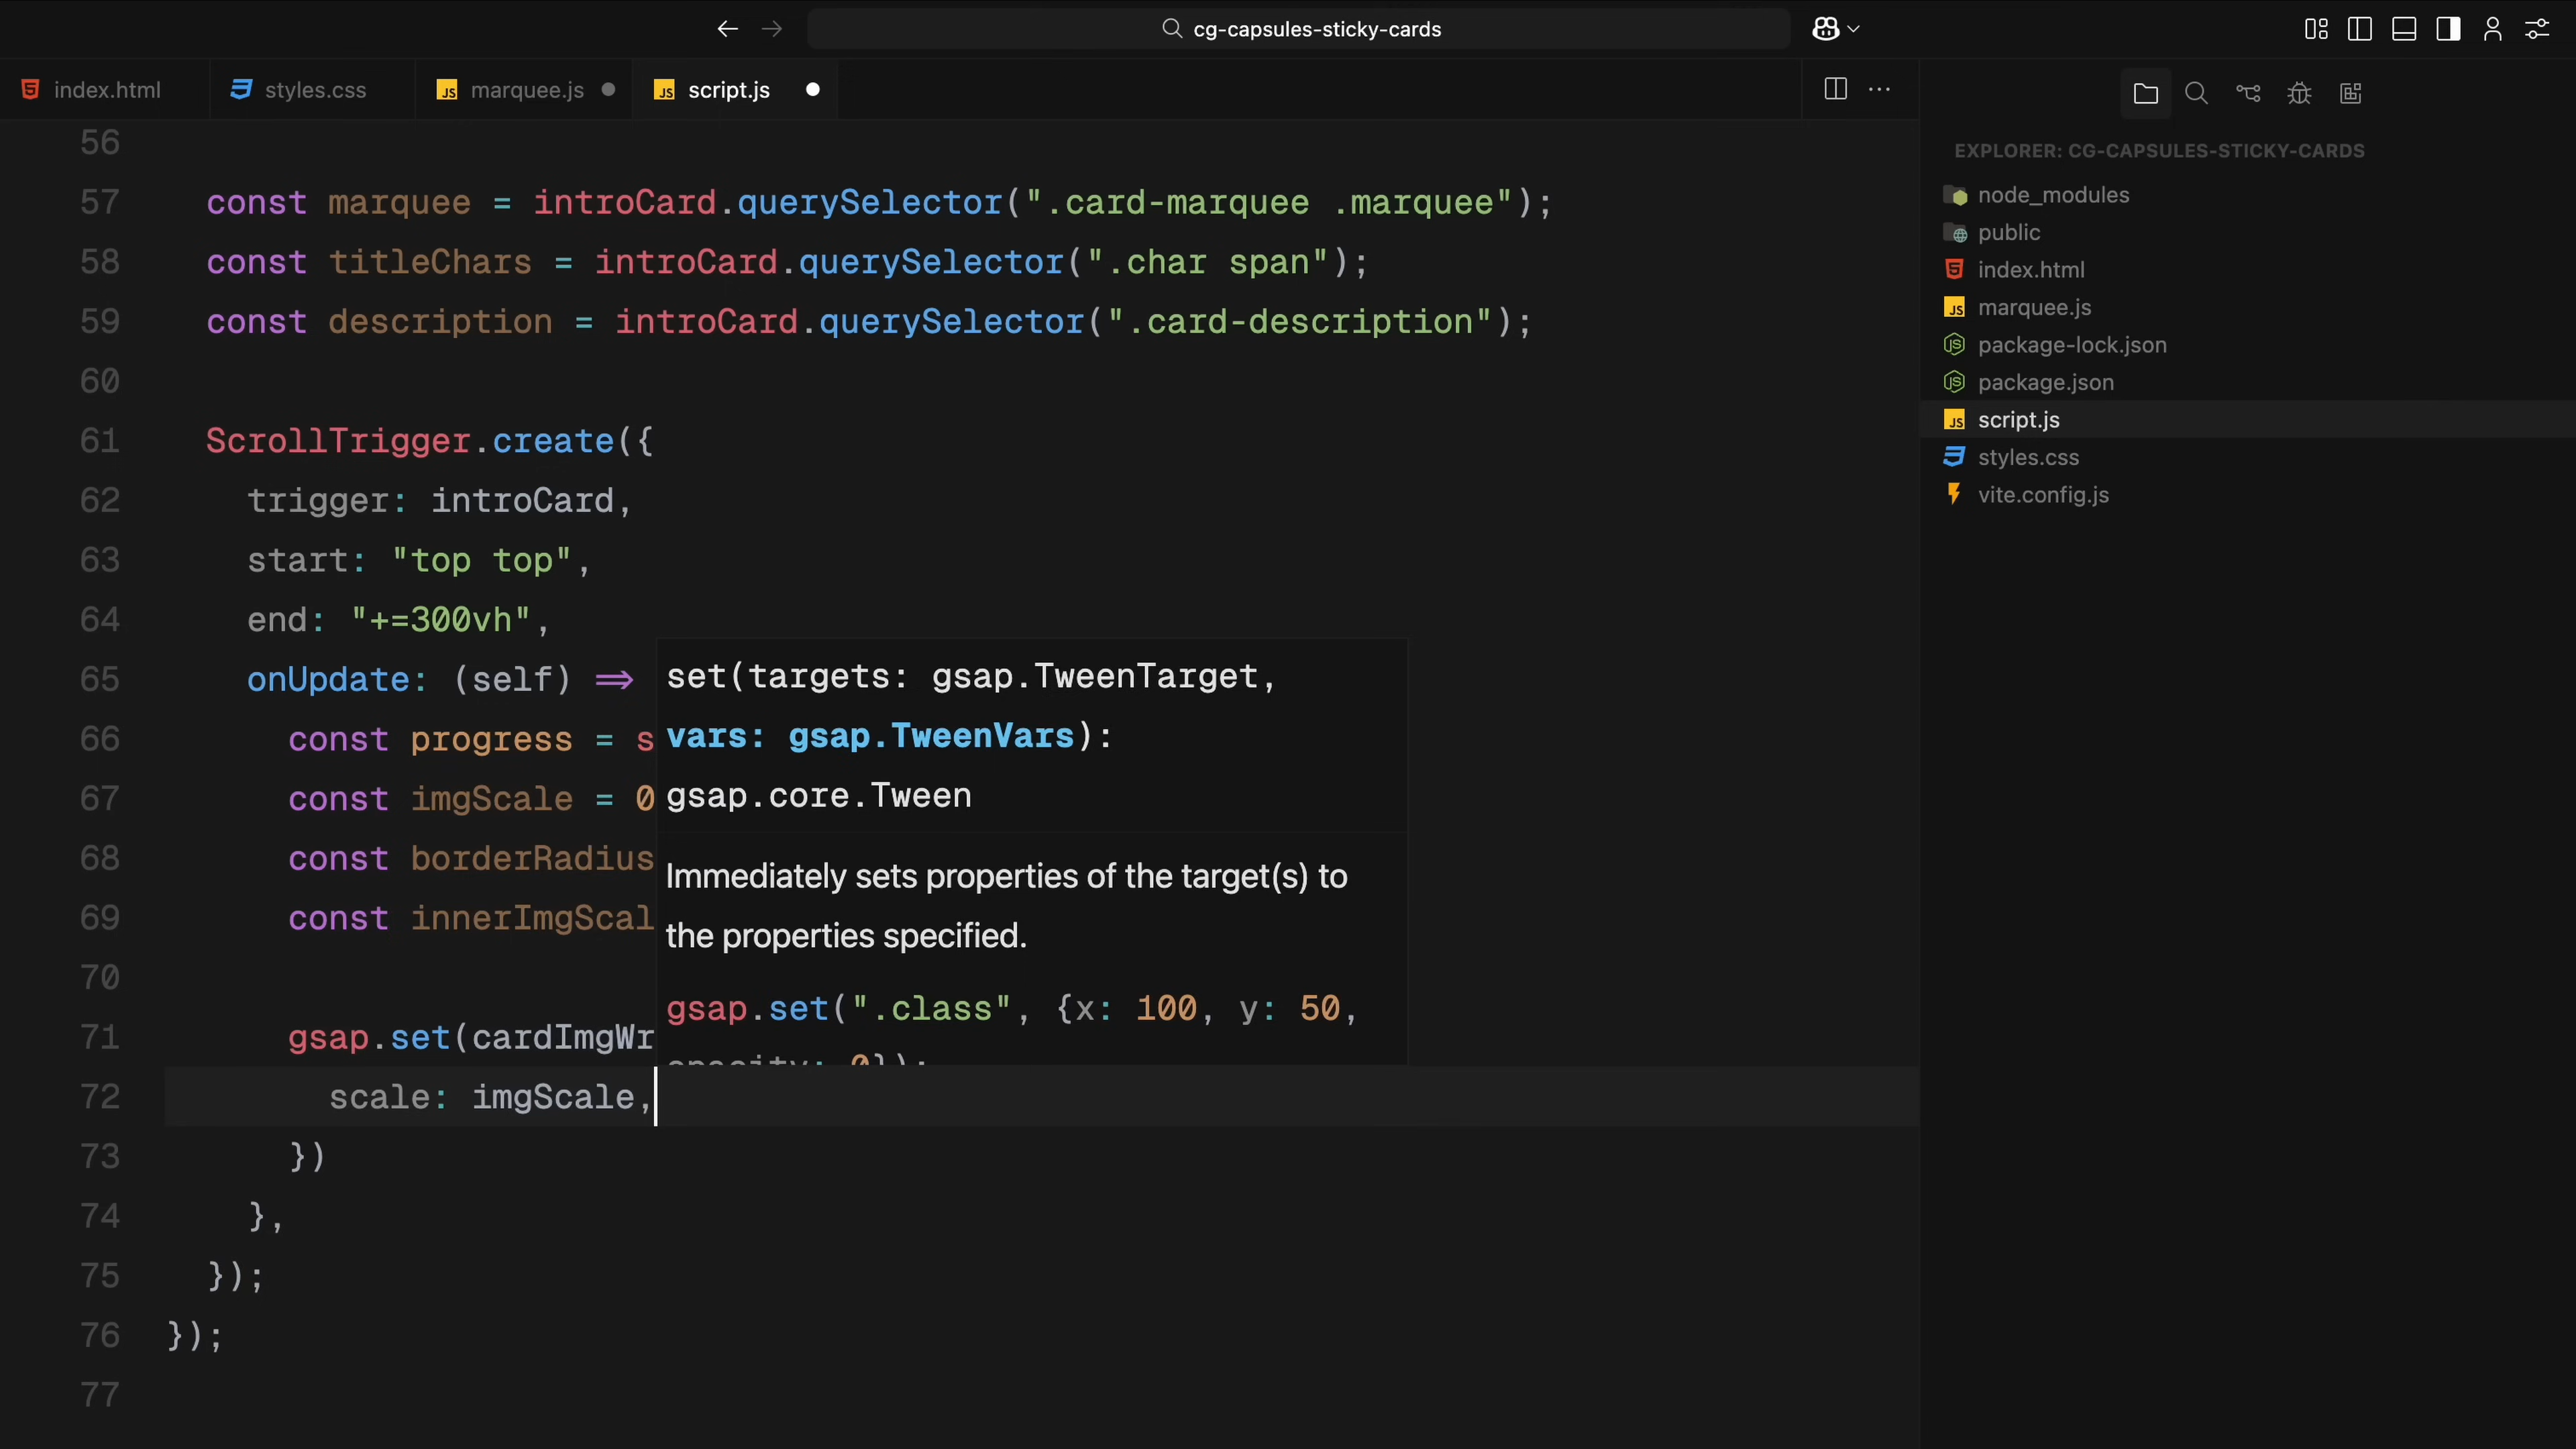 cg-capsules-sticky-cards
index.html
styles.css
marquee.js
script.js
56
57 const marquee = introCard.querySelector(".card-marquee .marquee");
58 const titleChars = introCard.querySelector(".char span");
59 const description = introCard.querySelector(".card-description");
60
61 ScrollTrigger.create({
62 trigger: introCard,
63 start: "top top",
64 end: "+=300vh",
65 onUpdate: (self) =>
66 const progress = s
67 const imgScale = 0
68 const borderRadius
69 const innerImgScal
70
71 gsap.set(cardImgWr
72 scale: imgScale,
73 })
74 },
75 });
76 });
77
set(targets: gsap.TweenTarget,
vars: gsap.TweenVars):
gsap.core.Tween
Immediately sets properties of the target(s) to
the properties specified.
gsap.set(".class", {x: 100, y: 50,
opacity: 0});
EXPLORER: CG-CAPSULES-STICKY-CARDS
node_modules
public
index.html
marquee.js
package-lock.json
package.json
script.js
styles.css
vite.config.js